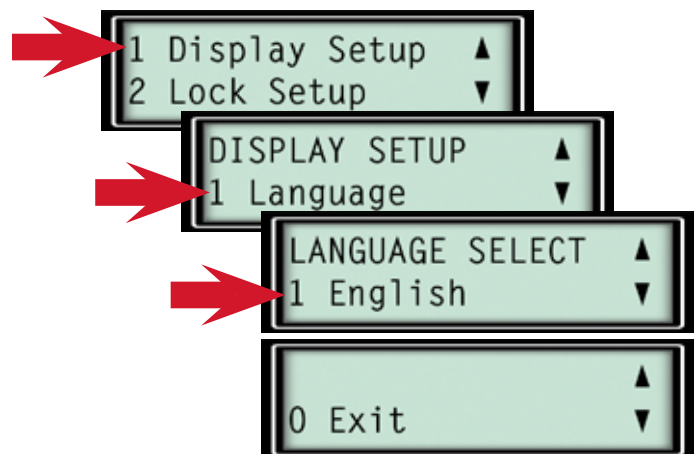 1 Display Setup ▲
2 Lock Setup ▼
DISPLAY SETUP ▲
1 Language ▼
LANGUAGE SELECT ▲
1 English ▼
▲
0 Exit ▼